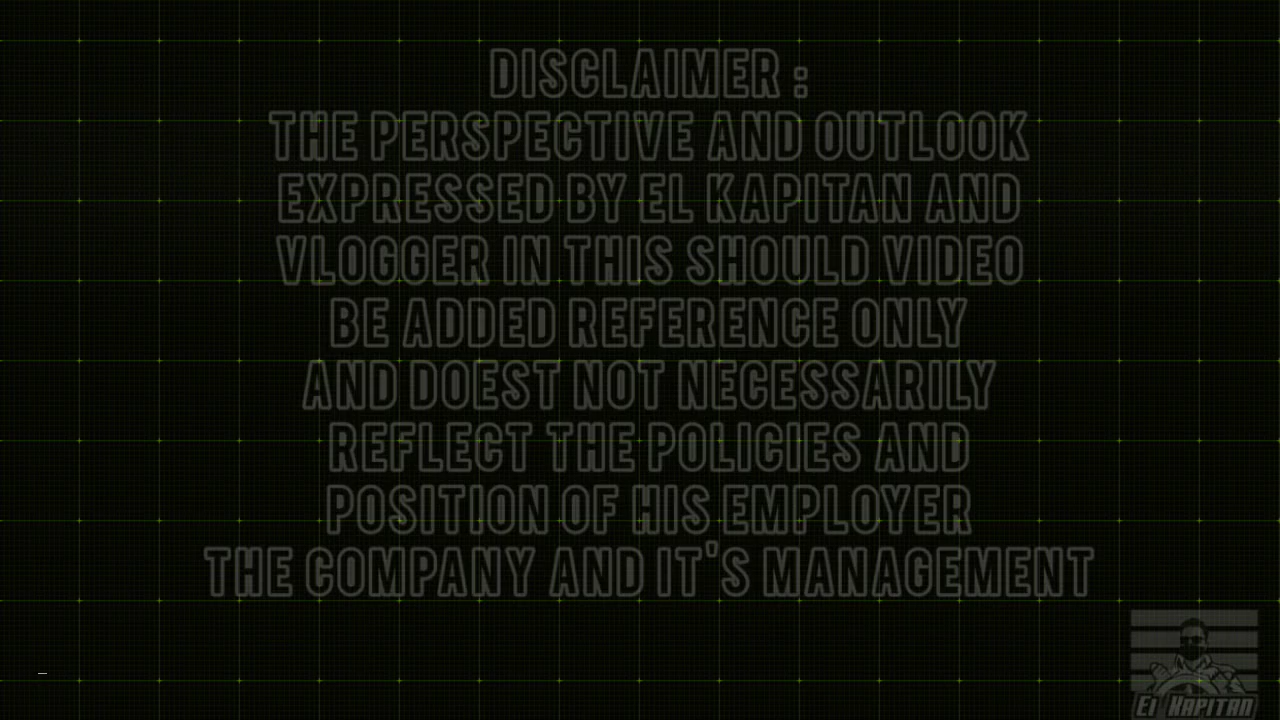 DISCLAIMER :
THE PERSPECTIVE AND OUTLOOK
EXPRESSED BY EL KAPITAN AND
VLOGGER IN THIS SHOULD VIDEO
BE ADDED REFERENCE ONLY
AND DOEST NOT NECESSARILY
REFLECT THE POLICIES AND
POSITION OF HIS EMPLOYER
THE COMPANY AND IT'S MANAGEMENT
El KAPITAN